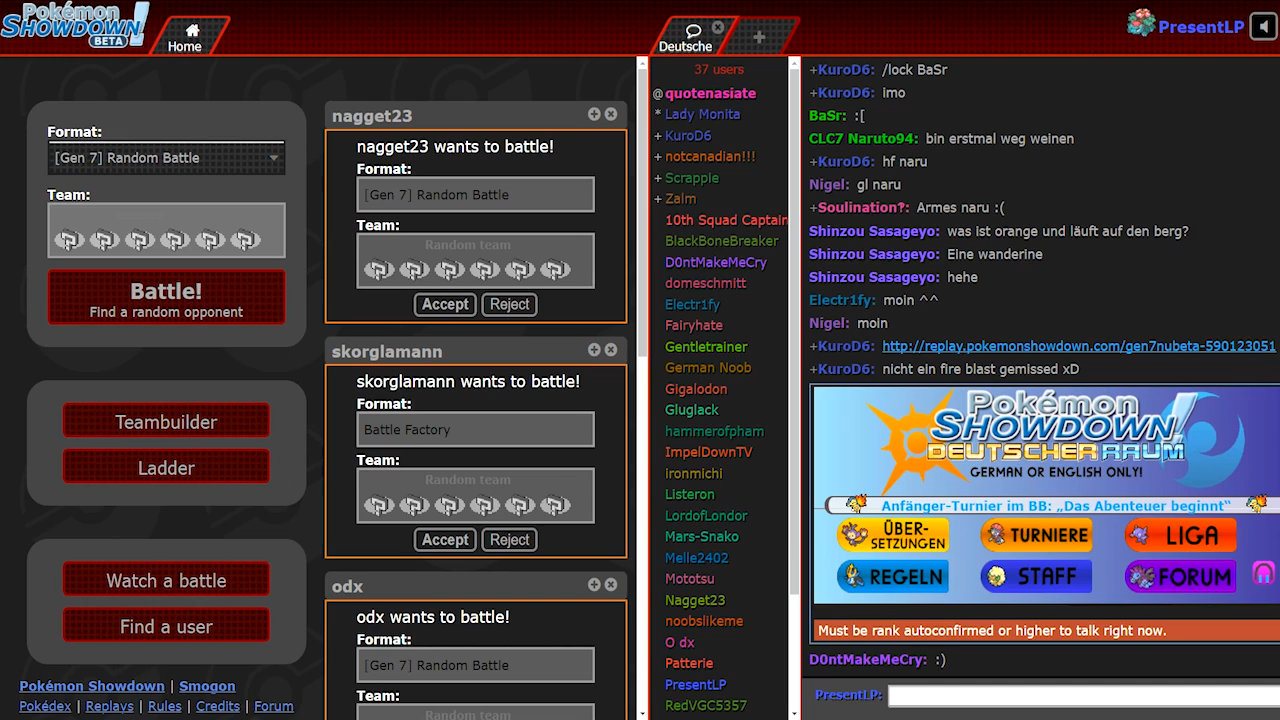 Pokémon
SHOWDOWN!
BETA
Home
Deutsche
PresentLP
Format:
[Gen 7] Random Battle
Team:
Battle!
Find a random opponent
Teambuilder
Ladder
Watch a battle
Find a user
Pokémon Showdown | Smogon
Pokédex | Replays | Rules | Credits | Forum
nagget23
nagget23 wants to battle!
Format:
[Gen 7] Random Battle
Team:
Random team
Accept Reject
skorglamann
skorglamann wants to battle!
Format:
Battle Factory
Team:
Random team
Accept Reject
odx
odx wants to battle!
Format:
[Gen 7] Random Battle
Team:
Random team
37 users
@quotenasiate
* Lady Monita
+ KuroD6
+ notcanadian!!!
+ Scrappie
+ Zalm
10th Squad Captain
BlackBoneBreaker
D0ntMakeMeCry
domeschmitt
Electr1fy
Fairyhate
Gentletrainer
German Noob
Gigalodon
Gluglack
hammerofpham
ImpelDownTV
ironmichi
Listeron
LordofLondor
Mars-Snako
Melle2402
Mototsu
Nagget23
noobslikeme
O dx
Patterie
PresentLP
RedVGC5357
+KuroD6: /lock BaSr
+KuroD6: imo
BaSr: :[
CLC7 Naruto94: bin erstmal weg weinen
+KuroD6: hf naru
Nigel: gl naru
+Soulination‽: Armes naru :(
Shinzou Sasageyo: was ist orange und läuft auf den berg?
Shinzou Sasageyo: Eine wanderine
Shinzou Sasageyo: hehe
Electr1fy: moin ^^
Nigel: moin
+KuroD6: http://replay.pokemonshowdown.com/gen7nubeta-590123051
+KuroD6: nicht ein fire blast gemissed xD
Pokémon
SHOWDOWN!
DEUTSCHER RAUM
GERMAN OR ENGLISH ONLY!
Anfänger-Turnier im BB: „Das Abenteuer beginnt“
ÜBER-
SETZUNGEN
TURNIERE
LIGA
REGELN
STAFF
FORUM
Must be rank autoconfirmed or higher to talk right now.
D0ntMakeMeCry: :)
PresentLP: